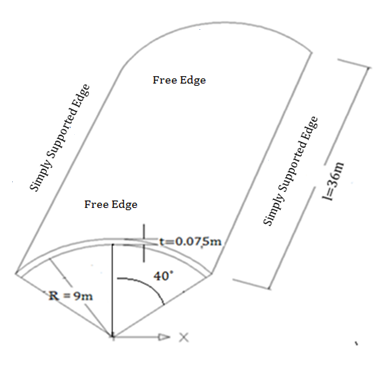 Free Edge
Simply Supported Edge
Simply Supported Edge
l=36m
Free Edge
t=0.075m
40°
R = 9m
X